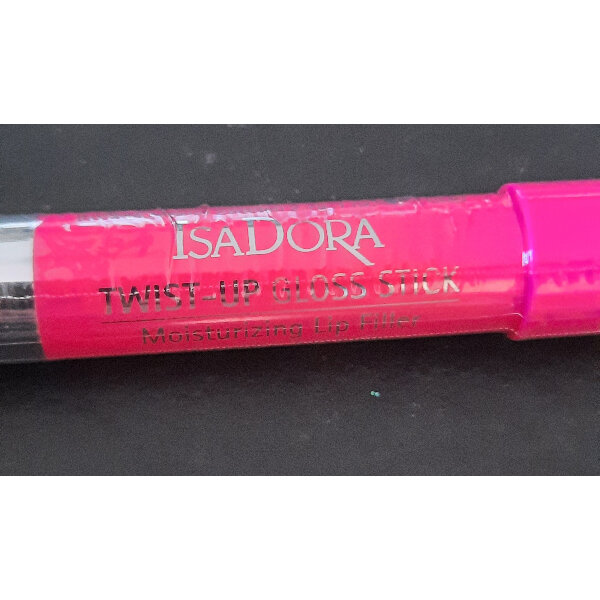 ISADORA
TWIST-UP GLOSS STICK
Moisturizing Lip Filler